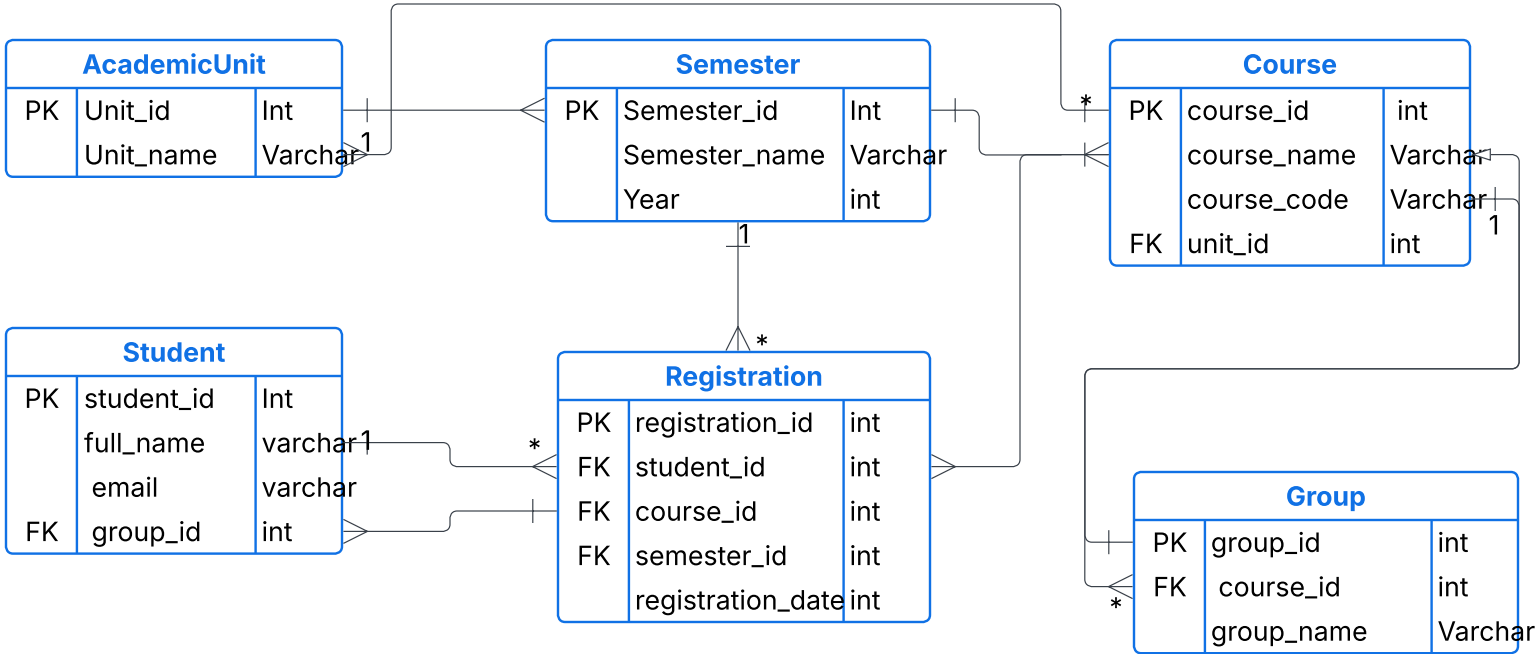 AcademicUnit
PK Unit_id Int
Unit_name Varchar
1
Semester
PK Semester_id Int
Semester_name Varchar
Year int
1
*
Course
*
PK course_id int
course_name Varchar
course_code Varchar
1
FK unit_id int
Student
PK student_id Int
full_name varchar
1
*
email varchar
FK group_id int
Registration
PK registration_id int
FK student_id int
FK course_id int
FK semester_id int
registration_date int
Group
PK group_id int
FK course_id int
*
group_name Varchar